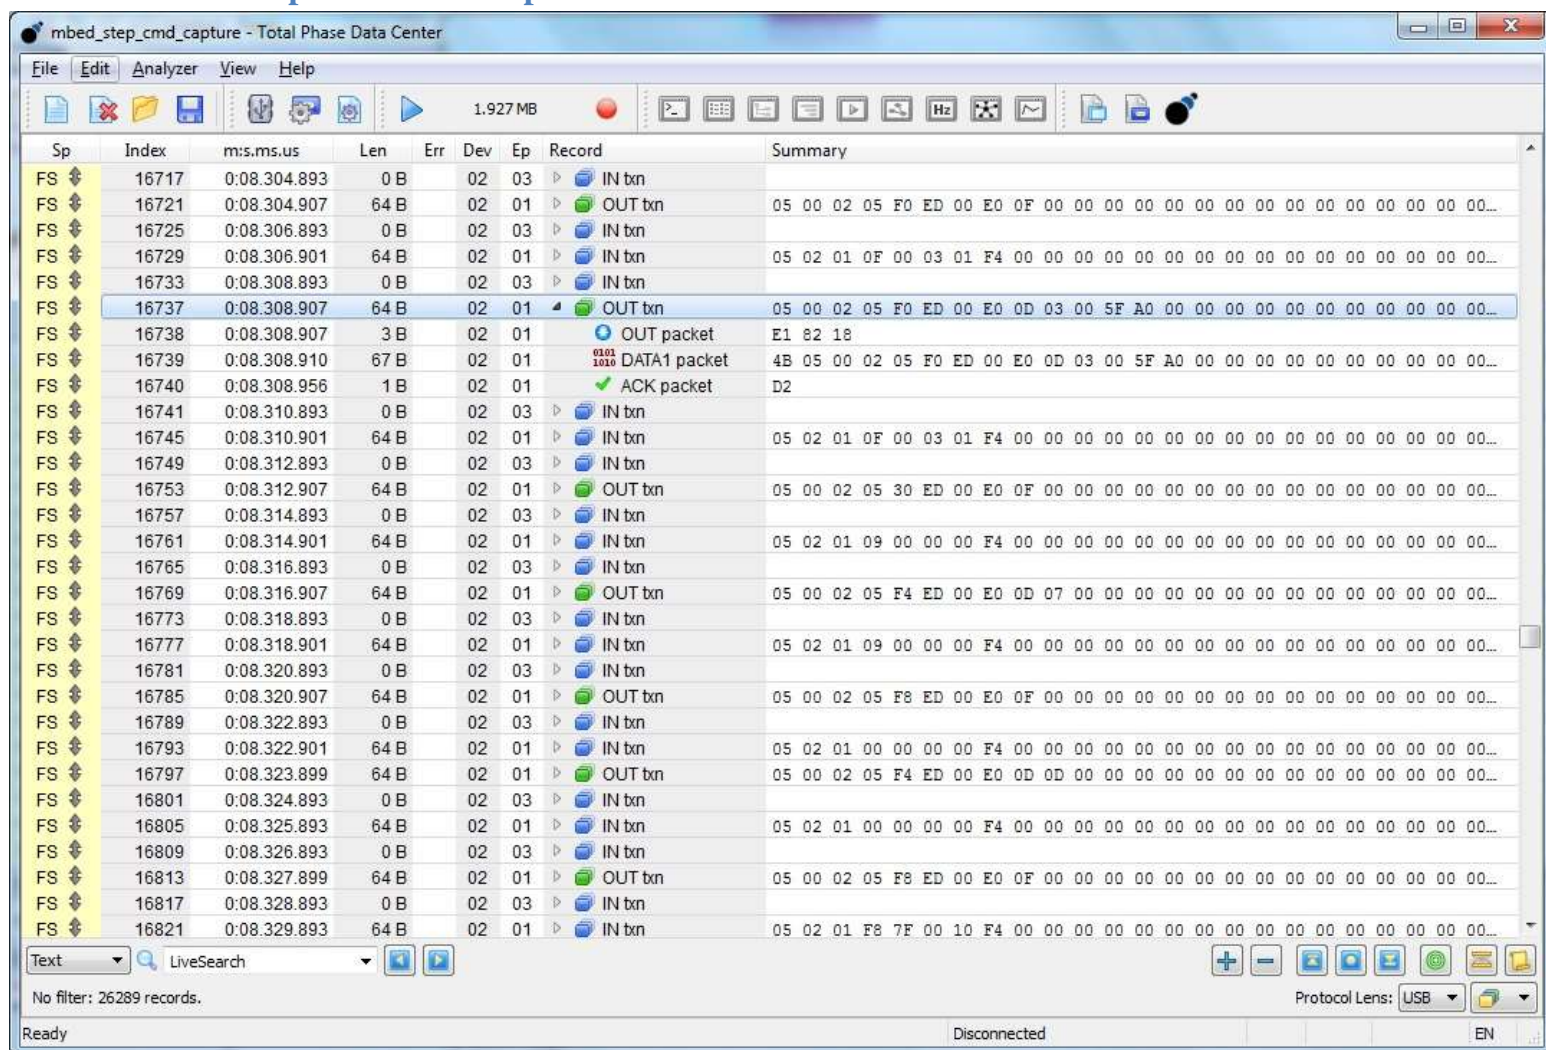 mbed_step_cmd_capture - Total Phase Data Center
File Edit Analyzer View Help
1.927 MB Hz
Sp Index m:s.ms.us Len Err Dev Ep Record Summary
FS 16717 0:08.304.893 0 B 02 03 IN txn
FS 16721 0:08.304.907 64 B 02 01 OUT txn 05 00 02 05 F0 ED 00 E0 0F 00 00 00 00 00 00 00 00 00 00 00 00 00 00 00 00...
FS 16725 0:08.306.893 0 B 02 03 IN txn
FS 16729 0:08.306.901 64 B 02 01 IN txn 05 02 01 0F 00 03 01 F4 00 00 00 00 00 00 00 00 00 00 00 00 00 00 00 00 00...
FS 16733 0:08.308.893 0 B 02 03 IN txn
FS 16737 0:08.308.907 64 B 02 01 OUT txn 05 00 02 05 F0 ED 00 E0 0D 03 00 5F A0 00 00 00 00 00 00 00 00 00 00 00 00...
FS 16738 0:08.308.907 3 B 02 01 OUT packet E1 82 18
FS 16739 0:08.308.910 67 B 02 01 0101 1010 DATA1 packet 4B 05 00 02 05 F0 ED 00 E0 0D 03 00 5F A0 00 00 00 00 00 00 00 00 00 00 00...
FS 16740 0:08.308.956 1 B 02 01 ACK packet D2
FS 16741 0:08.310.893 0 B 02 03 IN txn
FS 16745 0:08.310.901 64 B 02 01 IN txn 05 02 01 0F 00 03 01 F4 00 00 00 00 00 00 00 00 00 00 00 00 00 00 00 00 00...
FS 16749 0:08.312.893 0 B 02 03 IN txn
FS 16753 0:08.312.907 64 B 02 01 OUT txn 05 00 02 05 30 ED 00 E0 0F 00 00 00 00 00 00 00 00 00 00 00 00 00 00 00 00...
FS 16757 0:08.314.893 0 B 02 03 IN txn
FS 16761 0:08.314.901 64 B 02 01 IN txn 05 02 01 09 00 00 00 F4 00 00 00 00 00 00 00 00 00 00 00 00 00 00 00 00 00...
FS 16765 0:08.316.893 0 B 02 03 IN txn
FS 16769 0:08.316.907 64 B 02 01 OUT txn 05 00 02 05 F4 ED 00 E0 0D 07 00 00 00 00 00 00 00 00 00 00 00 00 00 00 00...
FS 16773 0:08.318.893 0 B 02 03 IN txn
FS 16777 0:08.318.901 64 B 02 01 IN txn 05 02 01 09 00 00 00 F4 00 00 00 00 00 00 00 00 00 00 00 00 00 00 00 00 00...
FS 16781 0:08.320.893 0 B 02 03 IN txn
FS 16785 0:08.320.907 64 B 02 01 OUT txn 05 00 02 05 F8 ED 00 E0 0F 00 00 00 00 00 00 00 00 00 00 00 00 00 00 00 00...
FS 16789 0:08.322.893 0 B 02 03 IN txn
FS 16793 0:08.322.901 64 B 02 01 IN txn 05 02 01 00 00 00 00 F4 00 00 00 00 00 00 00 00 00 00 00 00 00 00 00 00 00...
FS 16797 0:08.323.899 64 B 02 01 OUT txn 05 00 02 05 F4 ED 00 E0 0D 0D 00 00 00 00 00 00 00 00 00 00 00 00 00 00 00...
FS 16801 0:08.324.893 0 B 02 03 IN txn
FS 16805 0:08.325.893 64 B 02 01 IN txn 05 02 01 00 00 00 00 F4 00 00 00 00 00 00 00 00 00 00 00 00 00 00 00 00 00...
FS 16809 0:08.326.893 0 B 02 03 IN txn
FS 16813 0:08.327.899 64 B 02 01 OUT txn 05 00 02 05 F8 ED 00 E0 0F 00 00 00 00 00 00 00 00 00 00 00 00 00 00 00 00...
FS 16817 0:08.328.893 0 B 02 03 IN txn
FS 16821 0:08.329.893 64 B 02 01 IN txn 05 02 01 F8 7F 00 10 F4 00 00 00 00 00 00 00 00 00 00 00 00 00 00 00 00 00...
Text LiveSearch
No filter: 26289 records. Protocol Lens: USB
Ready Disconnected EN